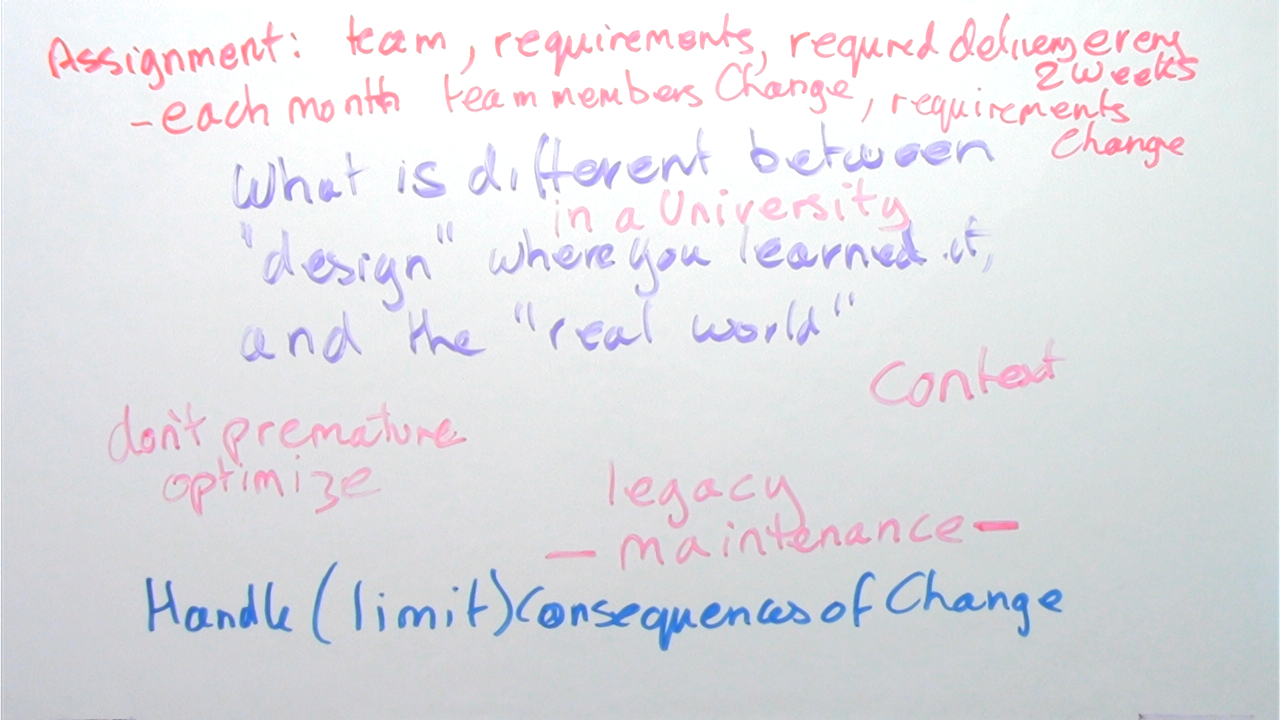 Assignment: team, requirements, required delivery every
2 weeks
- each month team members Change, requirements
Change
What is different between
in a University
"design" where you learned it,
and the "real world"
Context
don't premature
optimize
legacy
- maintenance -
Handle (limit) Consequences of Change